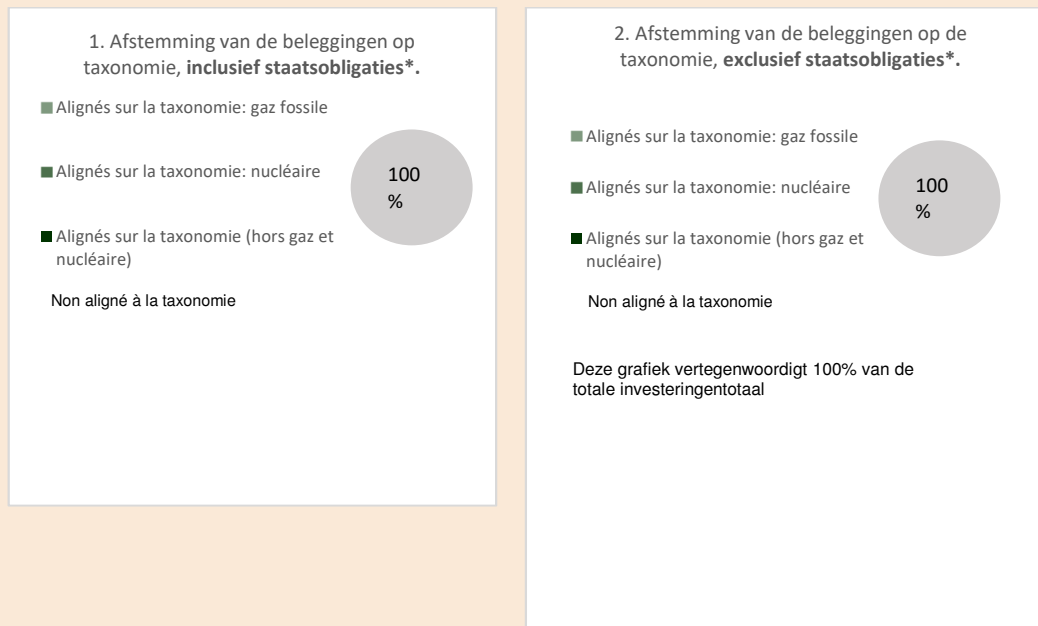 1. Afstemming van de beleggingen op
taxonomie, inclusief staatsobligaties*.
Alignés sur la taxonomie: gaz fossile
Alignés sur la taxonomie: nucléaire
Alignés sur la taxonomie (hors gaz et
nucléaire)
Non aligné à la taxonomie
100
%
2. Afstemming van de beleggingen op de
taxonomie, exclusief staatsobligaties*.
Alignés sur la taxonomie: gaz fossile
Alignés sur la taxonomie: nucléaire
Alignés sur la taxonomie (hors gaz et
nucléaire)
Non aligné à la taxonomie
100
%
Deze grafiek vertegenwoordigt 100% van de
totale investeringentotaal